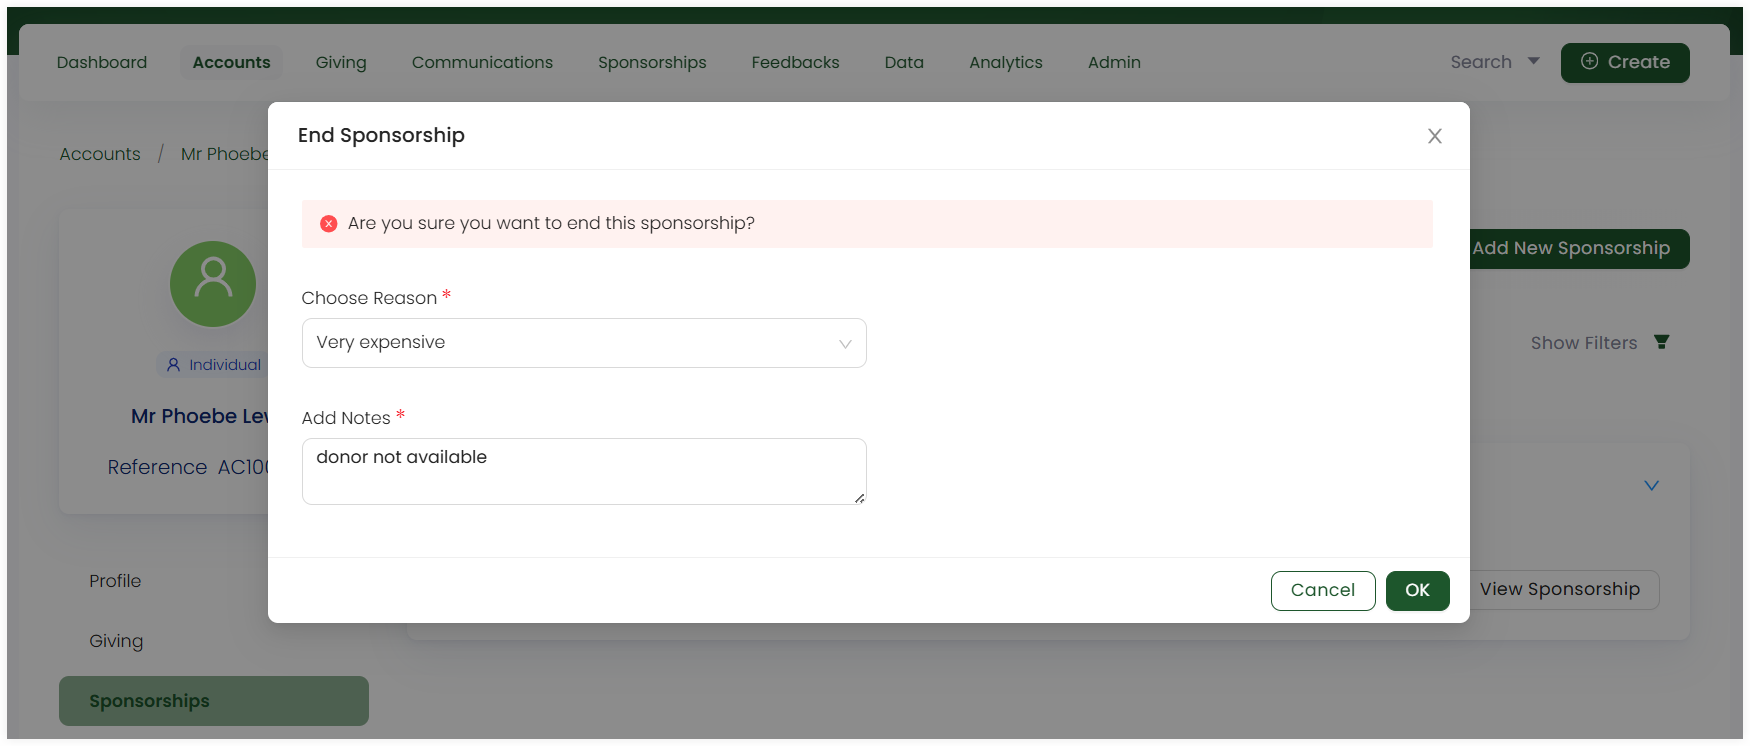 Dashboard Accounts Giving Communications Sponsorships Feedbacks Data Analytics Admin Search Create
Accounts / Mr Phoebe
End Sponsorship
Are you sure you want to end this sponsorship?
Add New Sponsorship
Choose Reason *
Very expensive
Show Filters
Individual
Mr Phoebe
Add Notes *
donor not available
Reference
Profile
Cancel OK
View Sponsorship
Giving
Sponsorships